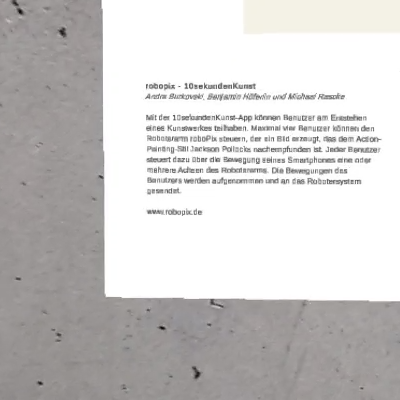 robopix - 10sekundenKunst
Andre Burkovski, Benjamin Höferlin und Michael Raschke
Mit der 10sekundenKunst-App können Benutzer am Entstehen
eines Kunstwerkes teilhaben. Maximal vier Benutzer können den
Roboterarm roboPix steuern, der ein Bild erzeugt, das dem Action-
Painting-Stil Jackson Pollocks nachempfunden ist. Jeder Benutzer
steuert dazu über die Bewegung seines Smartphones eine oder
mehrere Achsen des Roboterarms. Die Bewegungen des
Benutzers werden aufgenommen und an das Robotersystem
gesendet.
www.robopix.de